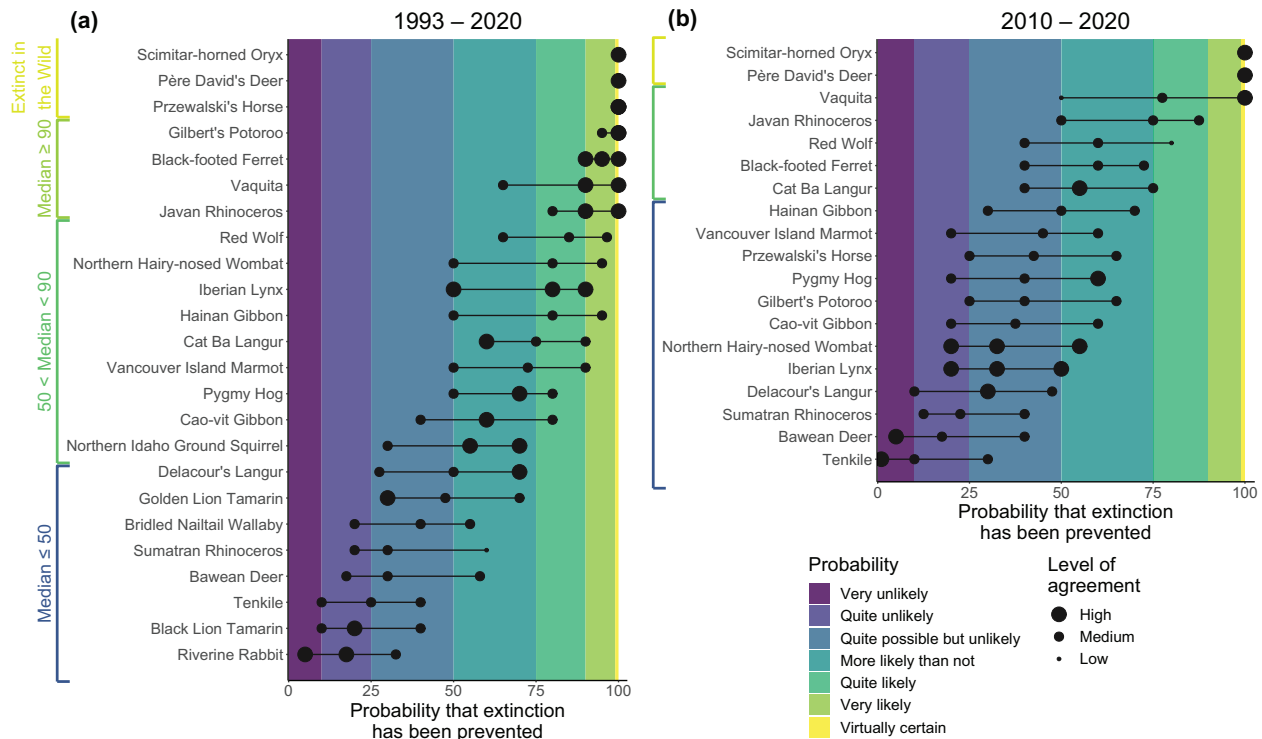 (a)
1993 – 2020
Extinct in
the Wild
Median ≥ 90
50 < Median < 90
Median ≤ 50
Scimitar-horned Oryx
Père David's Deer
Przewalski's Horse
Gilbert's Potoroo
Black-footed Ferret
Vaquita
Javan Rhinoceros
Red Wolf
Northern Hairy-nosed Wombat
Iberian Lynx
Hainan Gibbon
Cat Ba Langur
Vancouver Island Marmot
Pygmy Hog
Cao-vit Gibbon
Northern Idaho Ground Squirrel
Delacour's Langur
Golden Lion Tamarin
Bridled Nailtail Wallaby
Sumatran Rhinoceros
Bawean Deer
Tenkile
Black Lion Tamarin
Riverine Rabbit
0 25 50 75 100
Probability that extinction
has been prevented
(b)
2010 – 2020
Scimitar-horned Oryx
Père David's Deer
Vaquita
Javan Rhinoceros
Red Wolf
Black-footed Ferret
Cat Ba Langur
Hainan Gibbon
Vancouver Island Marmot
Przewalski's Horse
Pygmy Hog
Gilbert's Potoroo
Cao-vit Gibbon
Northern Hairy-nosed Wombat
Iberian Lynx
Delacour's Langur
Sumatran Rhinoceros
Bawean Deer
Tenkile
0 25 50 75 100
Probability that extinction
has been prevented
Probability
Very unlikely
Quite unlikely
Quite possible but unlikely
More likely than not
Quite likely
Very likely
Virtually certain
Level of
agreement
High
Medium
Low